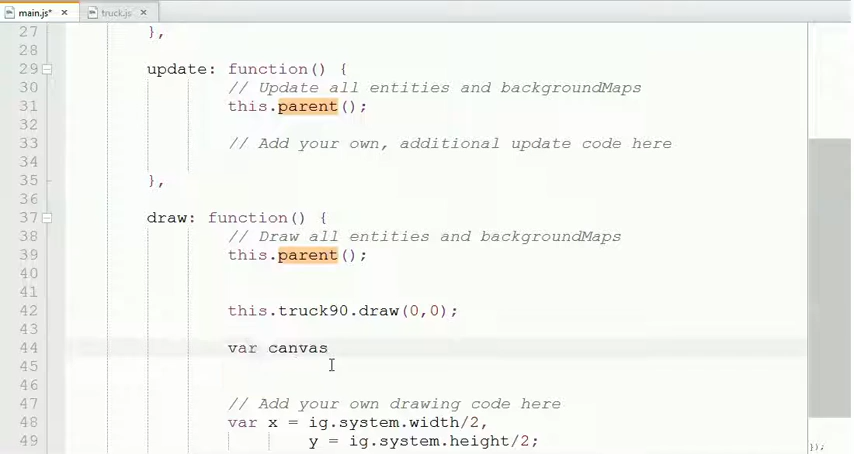 main.js* truck.js
27 },
28
29 update: function() {
30 // Update all entities and backgroundMaps
31 this.parent();
32
33 // Add your own, additional update code here
34
35 },
36
37 draw: function() {
38 // Draw all entities and backgroundMaps
39 this.parent();
40
41
42 this.truck90.draw(0,0);
43
44 var canvas
45
46
47 // Add your own drawing code here
48 var x = ig.system.width/2,
49 y = ig.system.height/2;
});